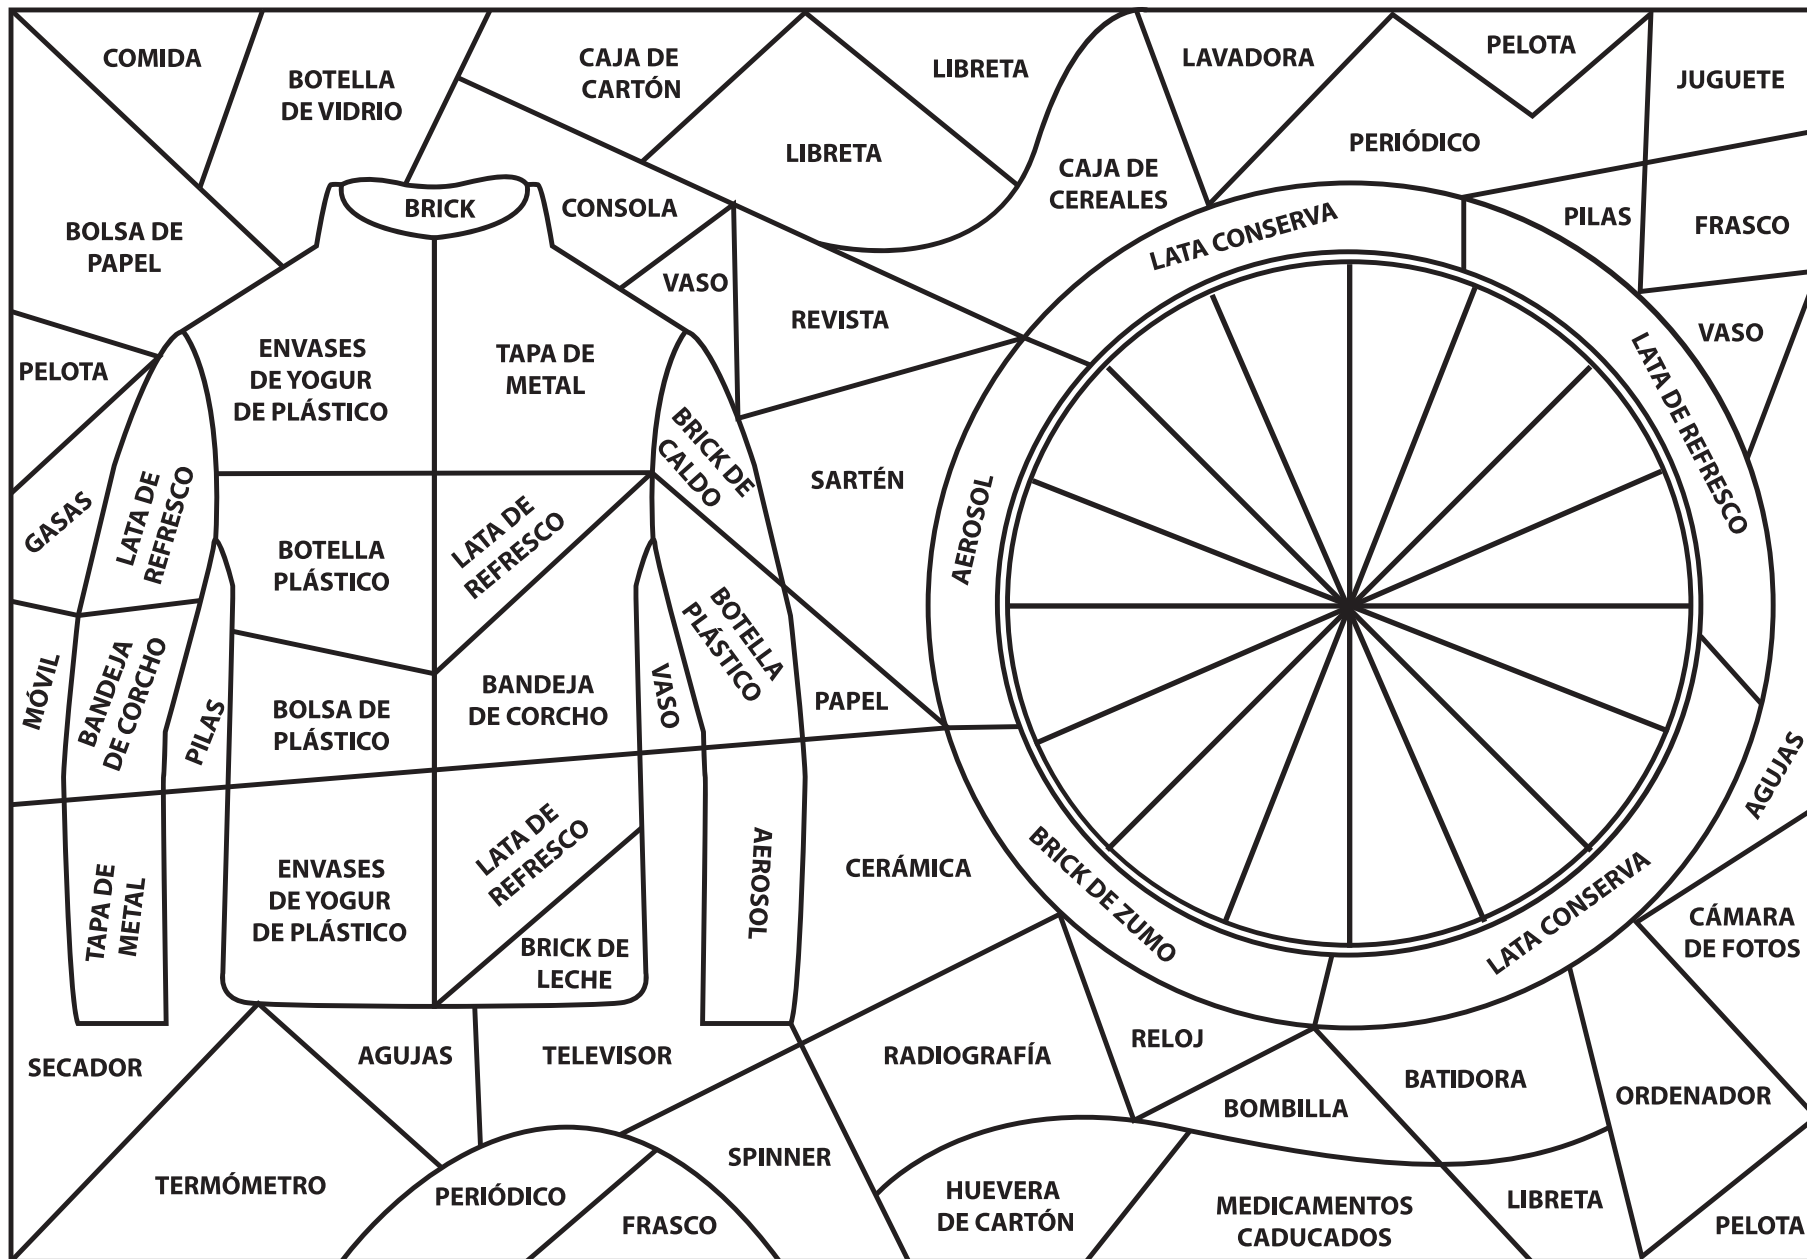 COMIDA
BOTELLA
DE VIDRIO
CAJA DE
CARTÓN
LIBRETA
LAVADORA
PELOTA
JUGUETE
LIBRETA
PERIÓDICO
CAJA DE
CEREALES
BOLSA DE
PAPEL
BRICK
CONSOLA
PILAS
FRASCO
LATA CONSERVA
VASO
REVISTA
VASO
PELOTA
ENVASES
DE YOGUR
DE PLÁSTICO
TAPA DE
METAL
LATA DE REFRESCO
BRICK DE
CALDO
SARTÉN
AEROSOL
GASAS
LATA DE
REFRESCO
BOTELLA
PLÁSTICO
LATA DE
REFRESCO
BOTELLA
PLÁSTICO
MÓVIL
BANDEJA
DE CORCHO
PILAS
BOLSA DE
PLÁSTICO
BANDEJA
DE CORCHO
VASO
PAPEL
AGUJAS
TAPA DE
METAL
ENVASES
DE YOGUR
DE PLÁSTICO
LATA DE
REFRESCO
BRICK DE
LECHE
AEROSOL
CERÁMICA
BRICK DE ZUMO
LATA CONSERVA
CÁMARA
DE FOTOS
SECADOR
AGUJAS
TELEVISOR
RADIOGRAFÍA
RELOJ
BATIDORA
BOMBILLA
ORDENADOR
TERMÓMETRO
PERIÓDICO
SPINNER
FRASCO
HUEVERA
DE CARTÓN
MEDICAMENTOS
CADUCADOS
LIBRETA
PELOTA